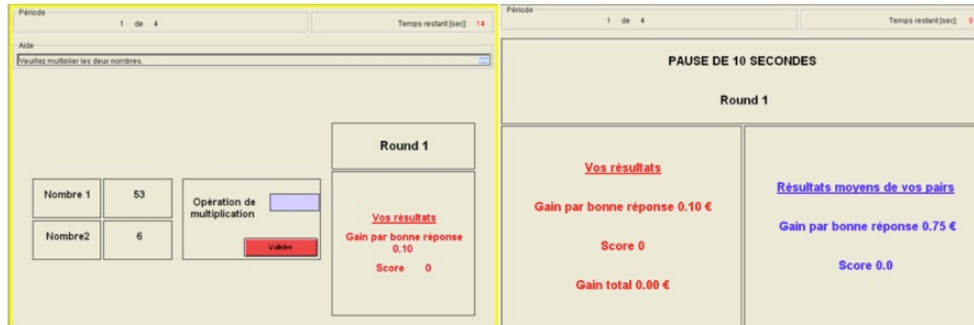 Période
1 de 4
Temps restant [sec]: 14
Aide
Veuillez multiplier les deux nombres.
Round 1
Nombre 1
53
Nombre2
6
Opération de
multiplication
Valider
Vos résultats
Gain par bonne réponse
0.10
Score 0
Période
1 de 4
Temps restant [sec]: 9
PAUSE DE 10 SECONDES
Round 1
Vos résultats
Gain par bonne réponse 0.10 €
Score 0
Gain total 0.00 €
Résultats moyens de vos pairs
Gain par bonne réponse 0.75 €
Score 0.0